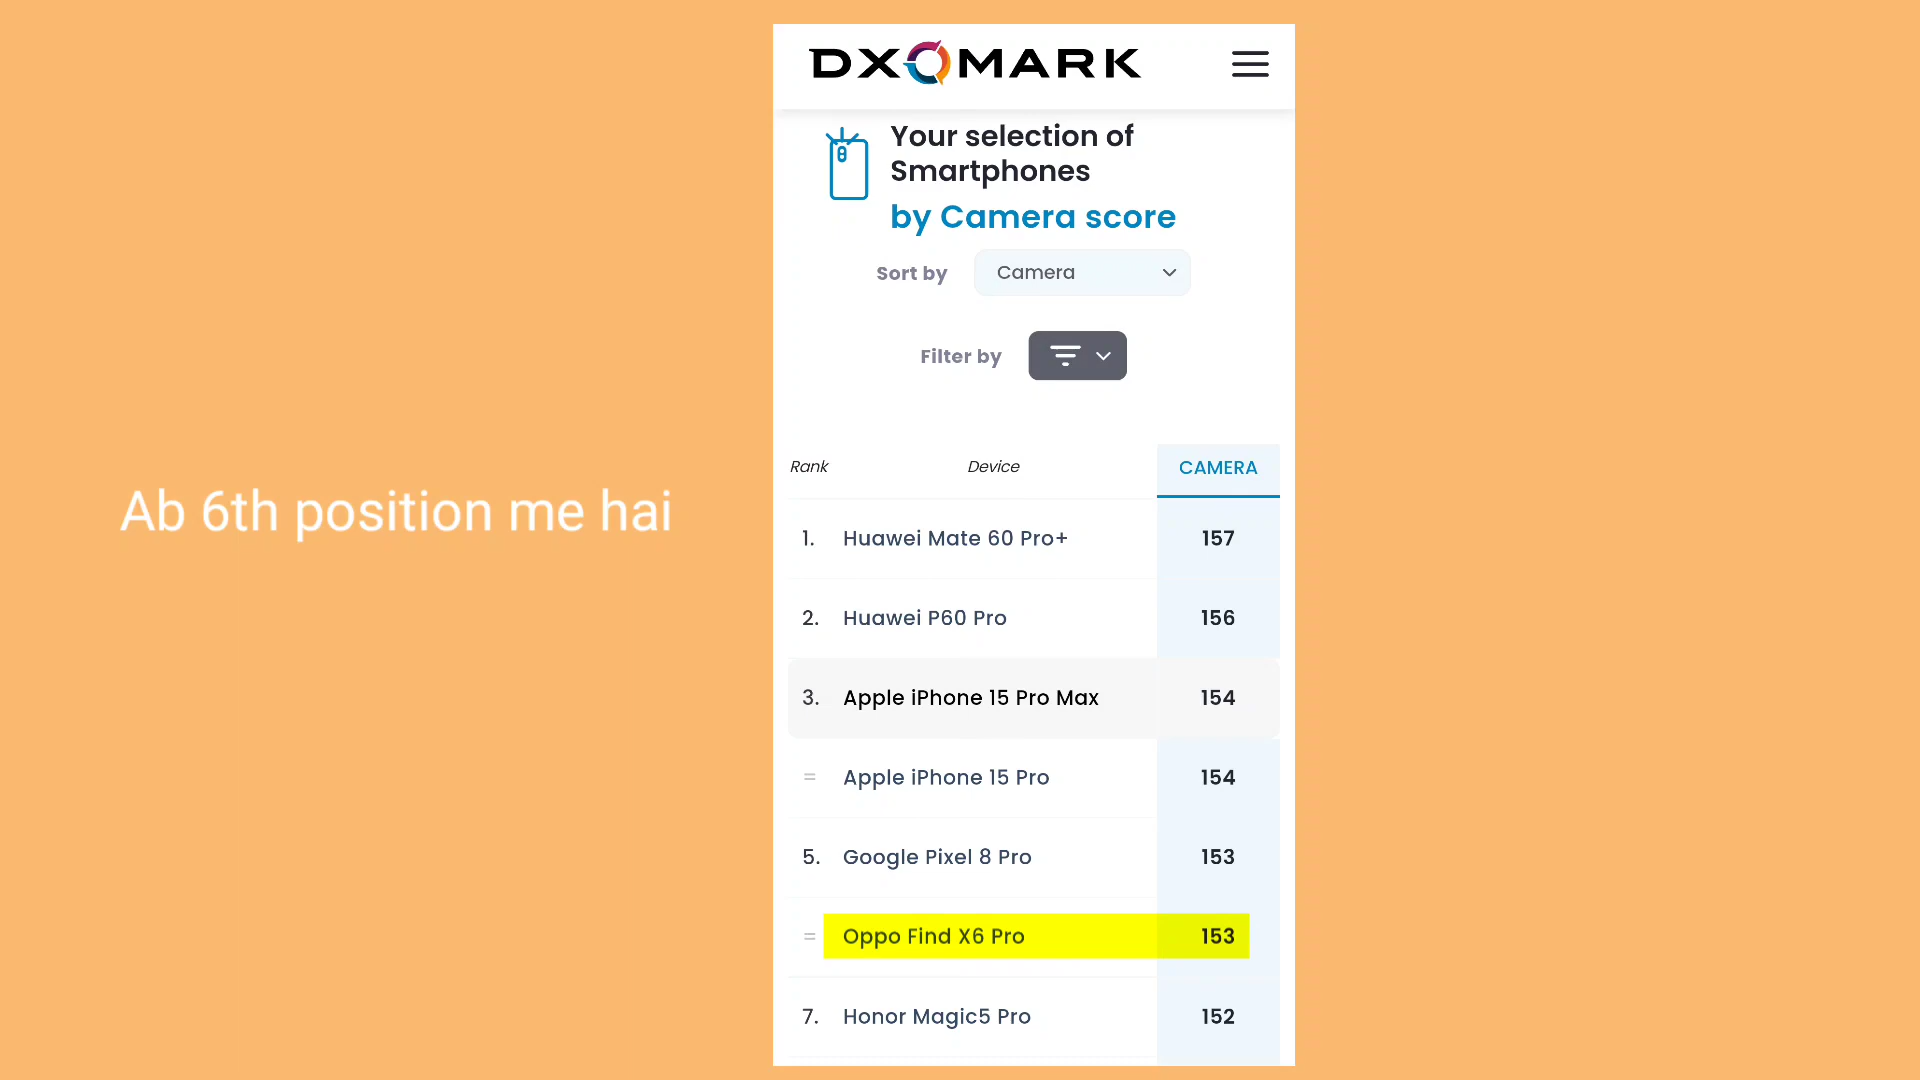 Ab 6th position me hai
DXOMARK
Your selection of
Smartphones
by Camera score
Sort by Camera
Filter by
Rank Device CAMERA
1. Huawei Mate 60 Pro+ 157
2. Huawei P60 Pro 156
3. Apple iPhone 15 Pro Max 154
= Apple iPhone 15 Pro 154
5. Google Pixel 8 Pro 153
= Oppo Find X6 Pro 153
7. Honor Magic5 Pro 152